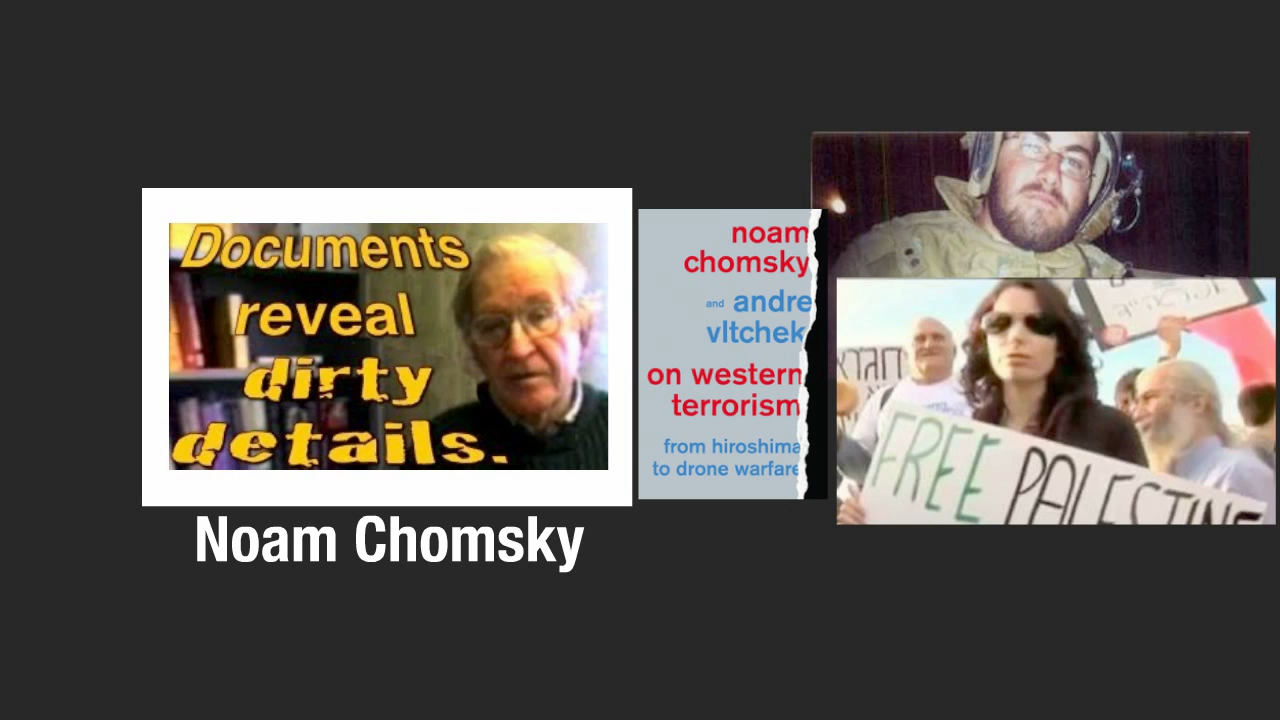 Documents
reveal
dirty
details.
Noam Chomsky
noam
chomsky
and andre
vltchek
on western
terrorism
from hiroshima
to drone warfare
FREE PALESTINE